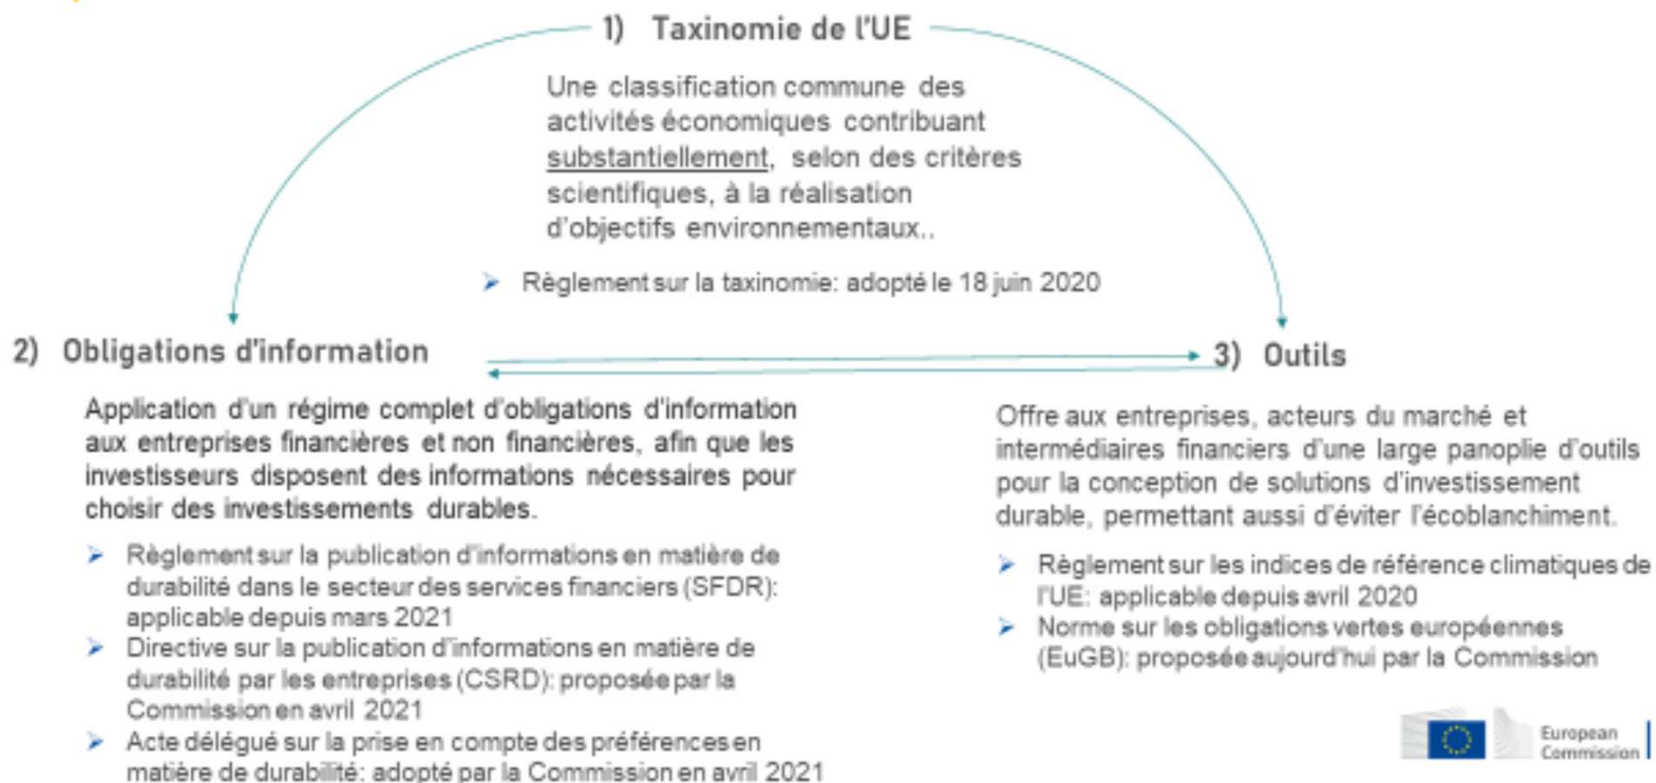 1) Taxinomie de l'UE
Une classification commune des
activités économiques contribuant
substantiellement, selon des critères
scientifiques, à la réalisation
d'objectifs environnementaux..
➤ Règlement sur la taxinomie: adopté le 18 juin 2020
2) Obligations d'information
Application d'un régime complet d'obligations d'information
aux entreprises financières et non financières, afin que les
investisseurs disposent des informations nécessaires pour
choisir des investissements durables.
➤ Règlement sur la publication d'informations en matière de
durabilité dans le secteur des services financiers (SFDR):
applicable depuis mars 2021
➤ Directive sur la publication d'informations en matière de
durabilité par les entreprises (CSRD): proposée par la
Commission en avril 2021
➤ Acte délégué sur la prise en compte des préférences en
matière de durabilité: adopté par la Commission en avril 2021
3) Outils
Offre aux entreprises, acteurs du marché et
intermédiaires financiers d'une large panoplie d'outils
pour la conception de solutions d'investissement
durable, permettant aussi d'éviter l'écoblanchiment.
➤ Règlement sur les indices de référence climatiques de
l'UE: applicable depuis avril 2020
➤ Norme sur les obligations vertes européennes
(EuGB): proposée aujourd'hui par la Commission
European
Commission